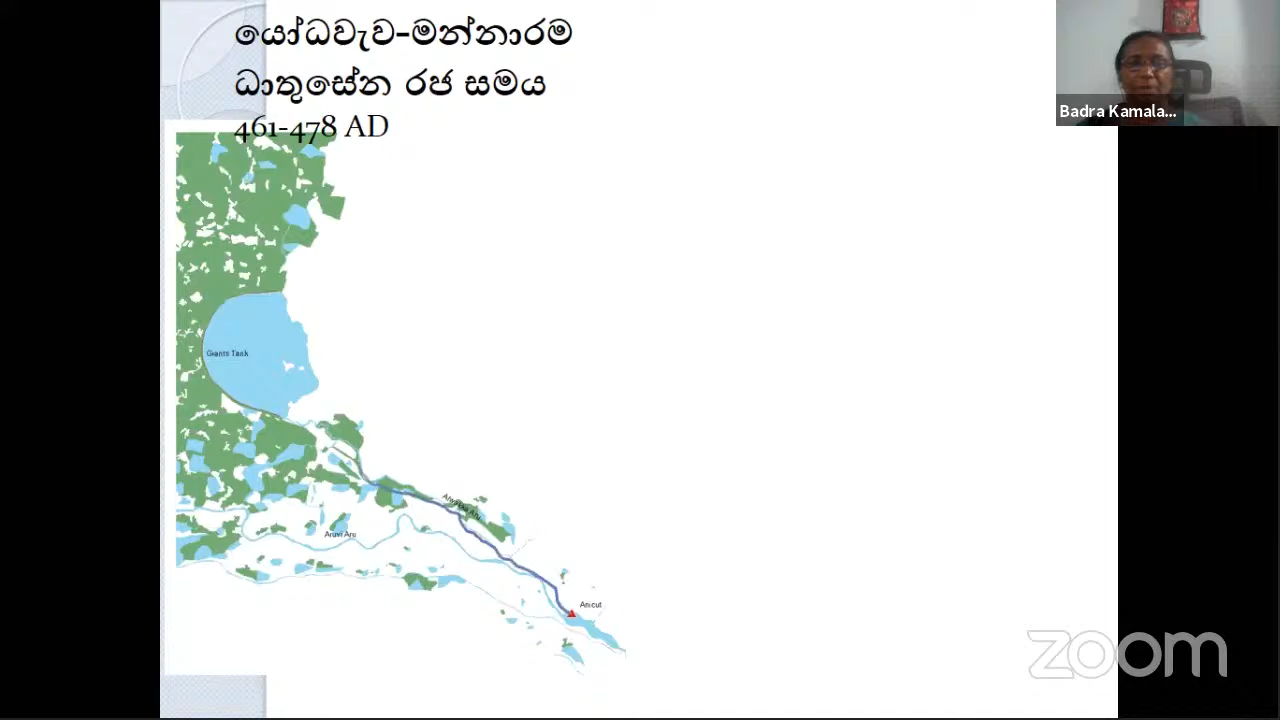 යෝධවැව-මන්නාරම
ධාතුසේන රජ සමය
461-478 AD
Badra Kamala...
Giants Tank
Aruvi Aru
Anicut
zoom